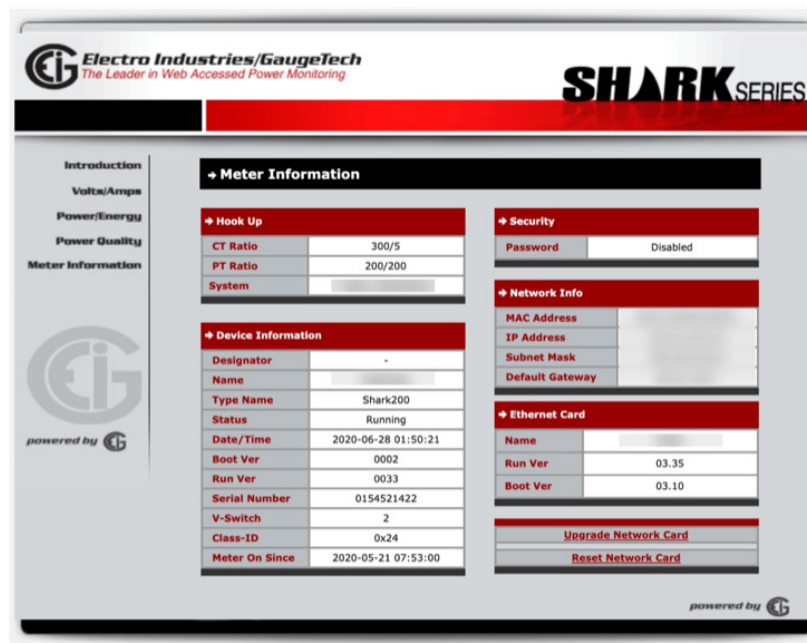 Electro Industries/GaugeTech
The Leader in Web Accessed Power Monitoring
SHARK SERIES
Introduction
Volts/Amps
Power/Energy
Power Quality
Meter Information
Meter Information
Hook Up
CT Ratio 300/5
PT Ratio 200/200
System
Device Information
Designator -
Name
Type Name Shark200
Status Running
Date/Time 2020-06-28 01:50:21
Boot Ver 0002
Run Ver 0033
Serial Number 0154521422
V-Switch 2
Class-ID 0x24
Meter On Since 2020-05-21 07:53:00
Security
Password Disabled
Network Info
MAC Address
IP Address
Subnet Mask
Default Gateway
Ethernet Card
Name
Run Ver 03.35
Boot Ver 03.10
Upgrade Network Card
Reset Network Card
EIG
powered by EIG
powered by EIG